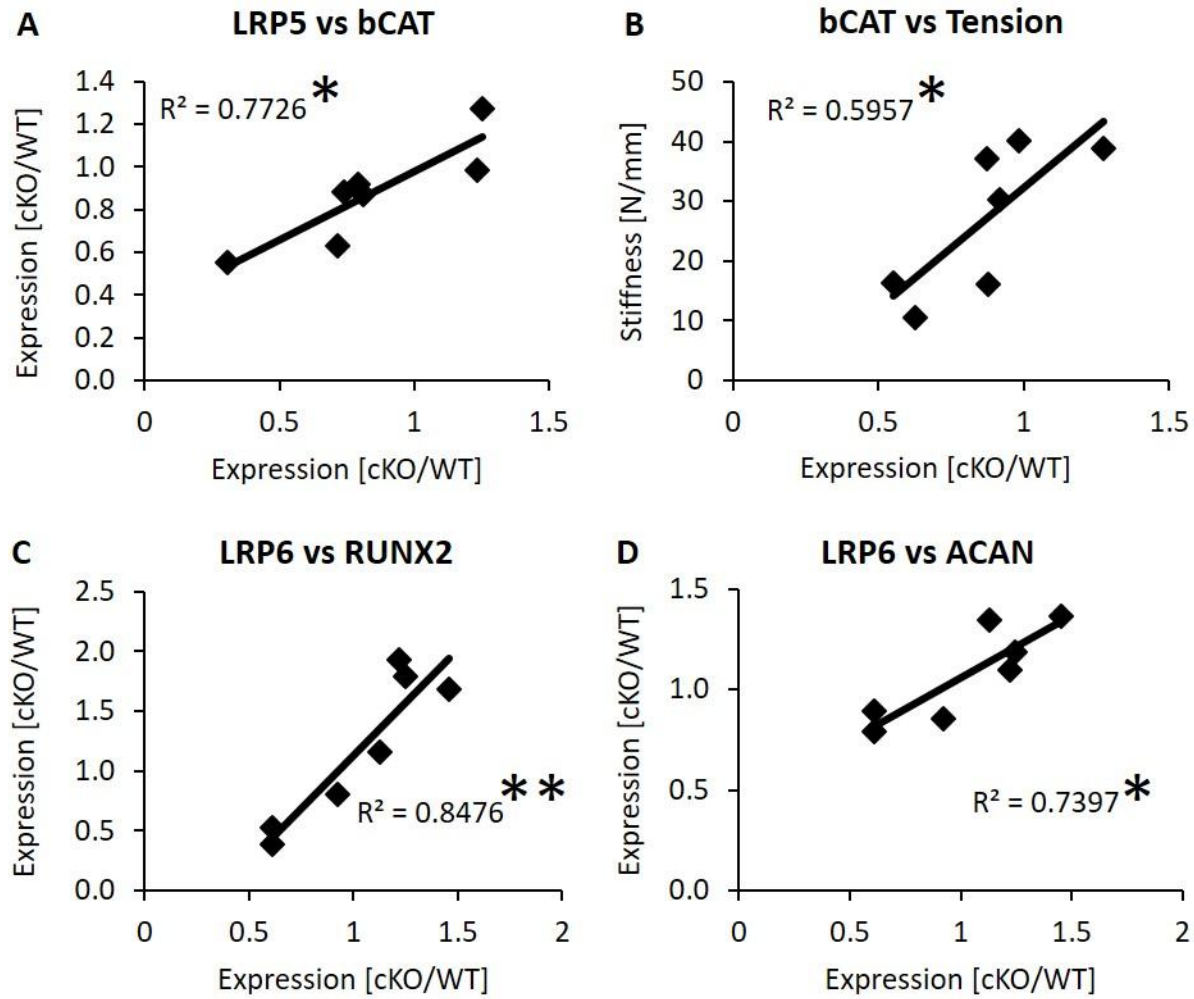 A
LRP5 vs bCAT
Expression [cKO/WT]
1.4
1.2
1.0
0.8
0.6
0.4
0.2
0.0
R² = 0.7726 *
0 0.5 1 1.5
Expression [cKO/WT]
B
bCAT vs Tension
Stiffness [N/mm]
50
40
30
20
10
0
R² = 0.5957 *
0 0.5 1 1.5
Expression [cKO/WT]
C
LRP6 vs RUNX2
Expression [cKO/WT]
2.5
2.0
1.5
1.0
0.5
0.0
R² = 0.8476 **
0 0.5 1 1.5 2
Expression [cKO/WT]
D
LRP6 vs ACAN
Expression [cKO/WT]
1.5
1.0
0.5
0.0
R² = 0.7397 *
0 0.5 1 1.5 2
Expression [cKO/WT]